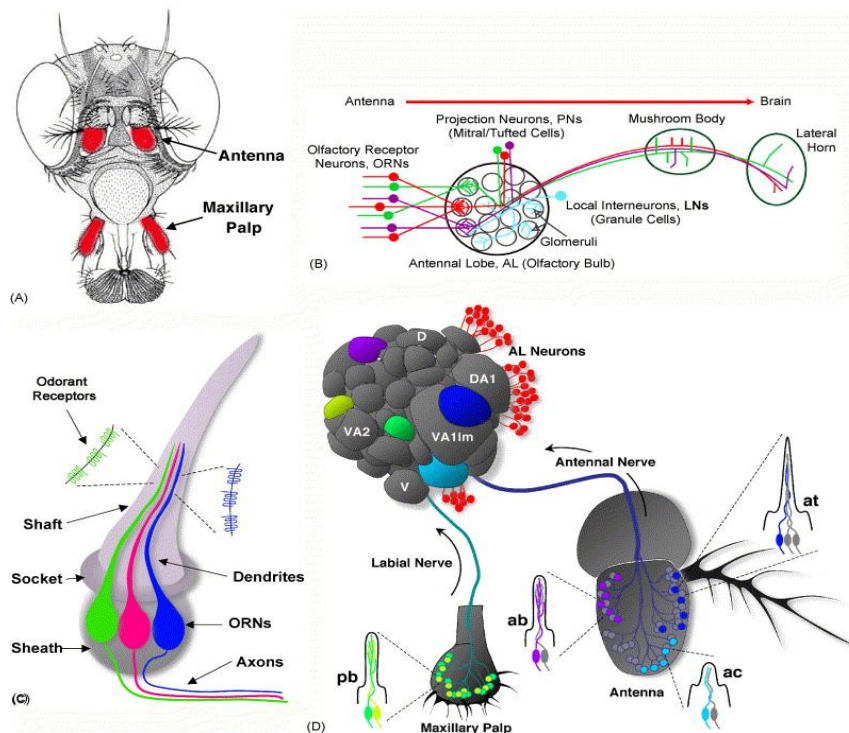 Antenna
Maxillary
Palp
(A)
Antenna
Brain
Projection Neurons, PNs
(Mitral/Tufted Cells)
Mushroom Body
Lateral
Horn
Olfactory Receptor
Neurons, ORNs
Local Interneurons, LNs
(Granule Cells)
Glomeruli
Antennal Lobe, AL (Olfactory Bulb)
(B)
Odorant
Receptors
Shaft
Socket
Sheath
Dendrites
ORNs
Axons
(C)
D
AL Neurons
DA1
VA2
VA1lm
V
Antennal Nerve
Labial Nerve
at
ab
pb
ac
Antenna
Maxillary Palp
(D)